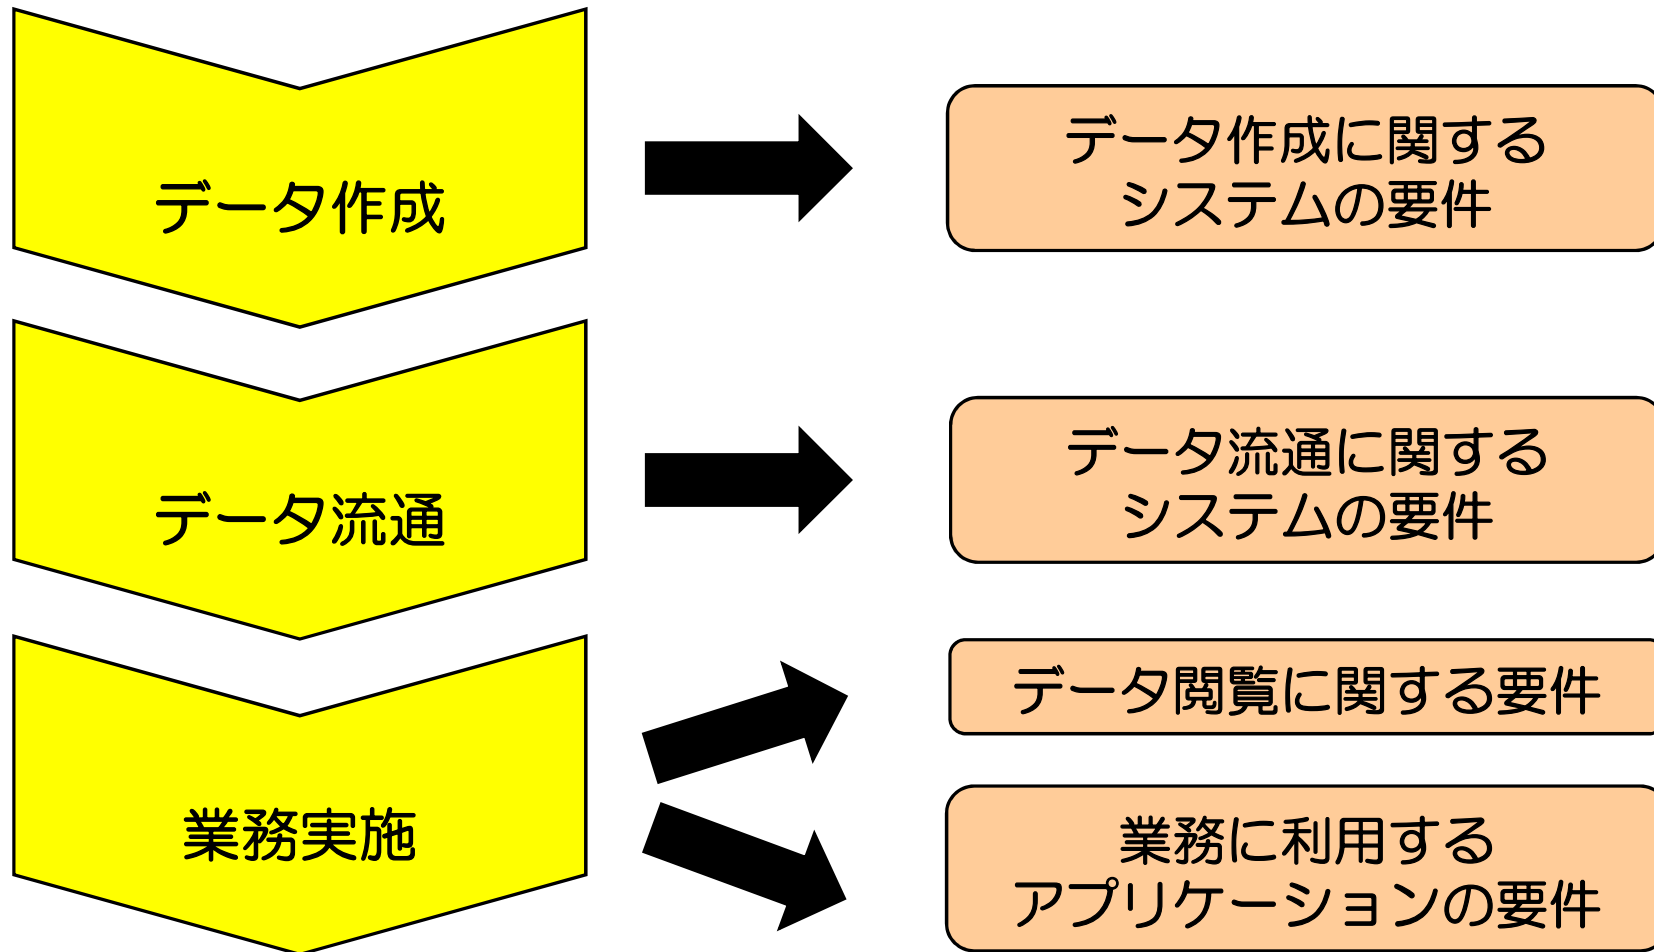 データ作成
データ作成に関する
システムの要件
データ流通
データ流通に関する
システムの要件
業務実施
データ閲覧に関する要件
業務に利用する
アプリケーションの要件